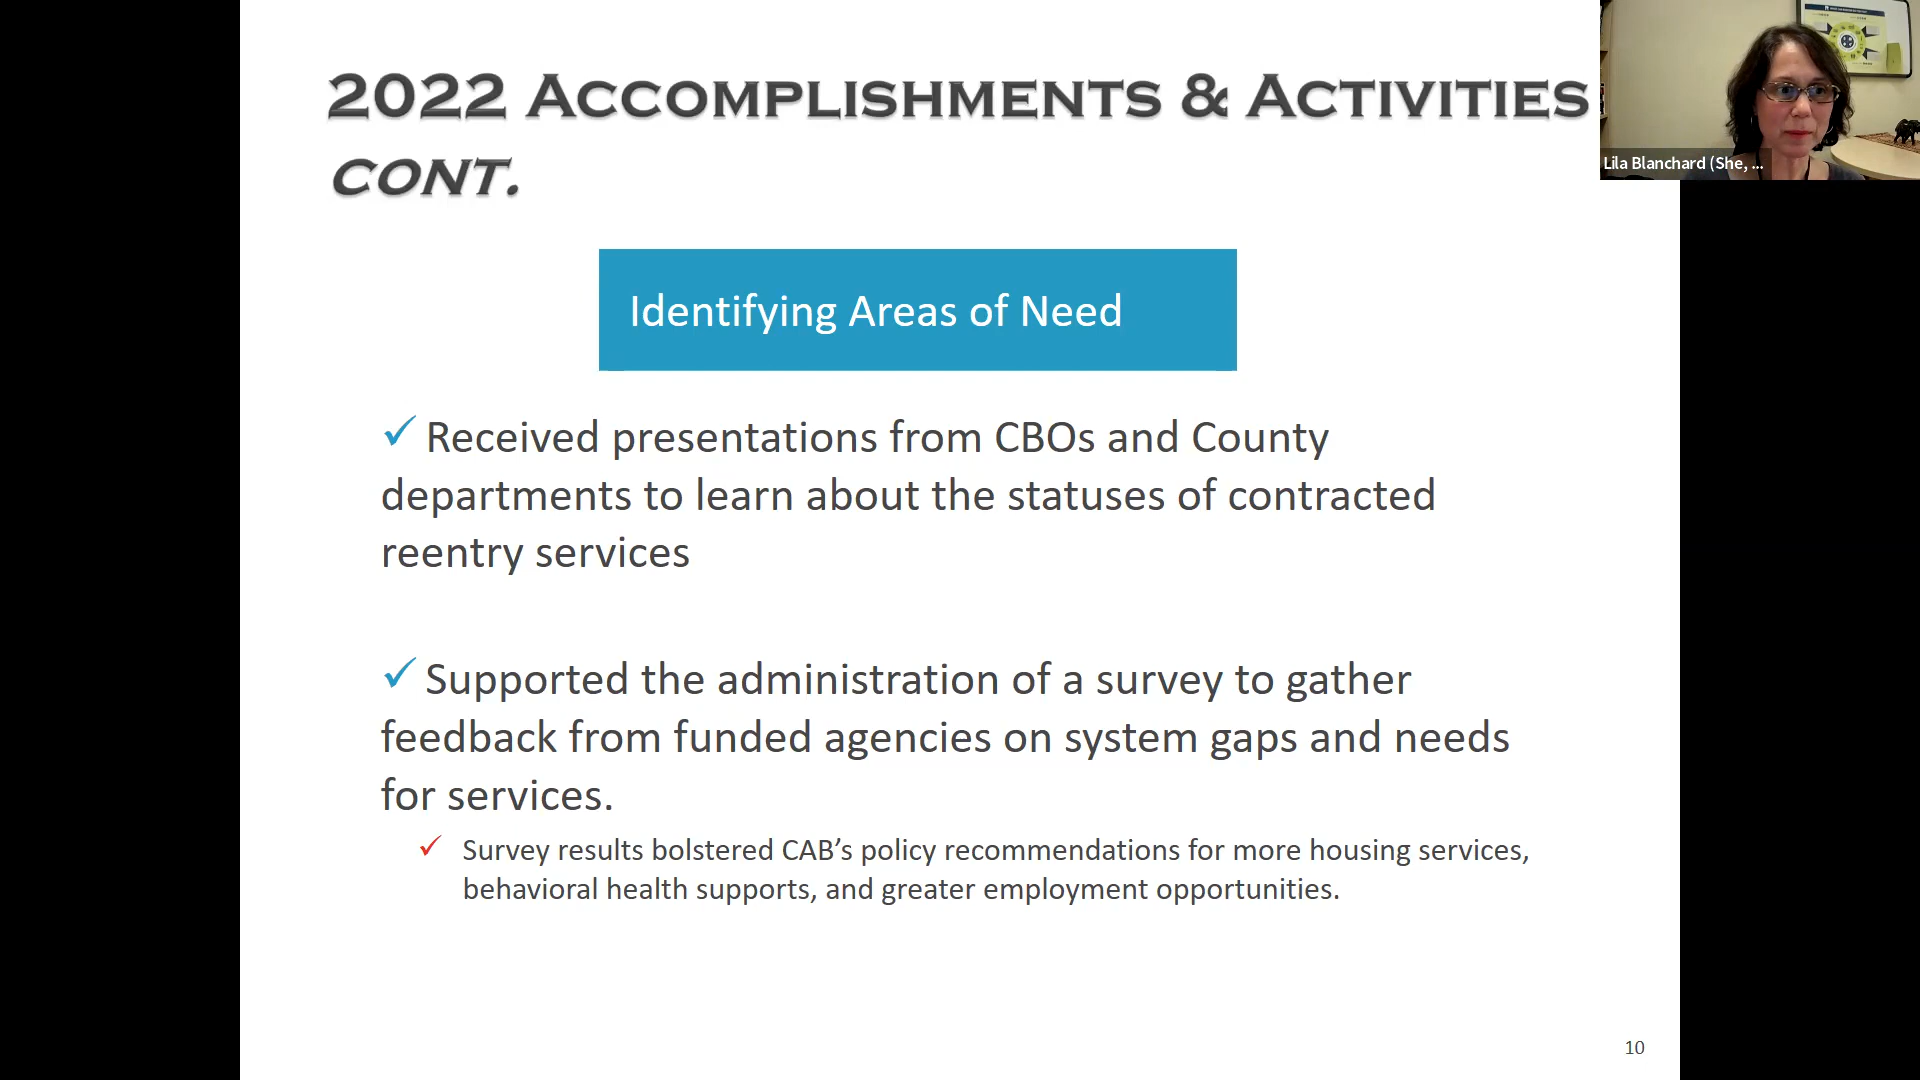 2022 Accomplishments & Activities
cont.
Lila Blanchard (She, ...
Identifying Areas of Need
✓ Received presentations from CBOs and County
departments to learn about the statuses of contracted
reentry services
✓ Supported the administration of a survey to gather
feedback from funded agencies on system gaps and needs
for services.
✓ Survey results bolstered CAB’s policy recommendations for more housing services,
behavioral health supports, and greater employment opportunities.
10